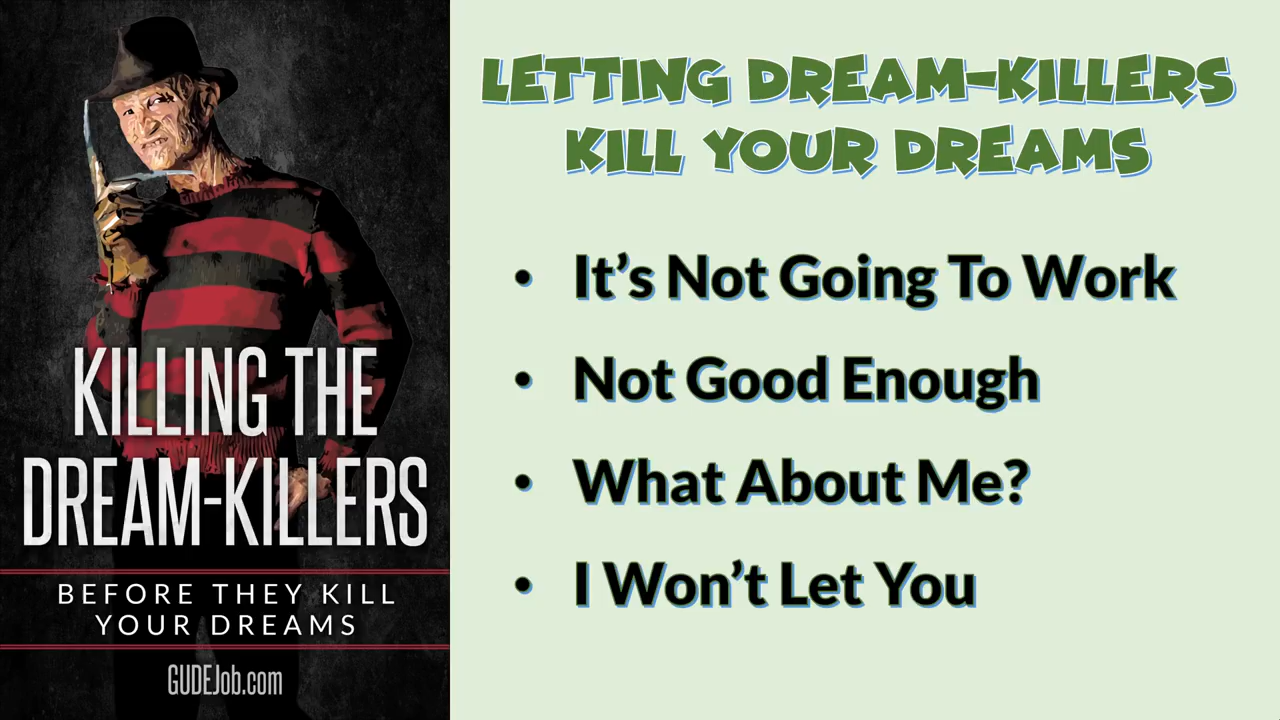 KILLING THE
DREAM-KILLERS
BEFORE THEY KILL
YOUR DREAMS
GUDEJob.com
LETTING DREAM-KILLERS
KILL YOUR DREAMS
• It's Not Going To Work
• Not Good Enough
• What About Me?
• I Won't Let You